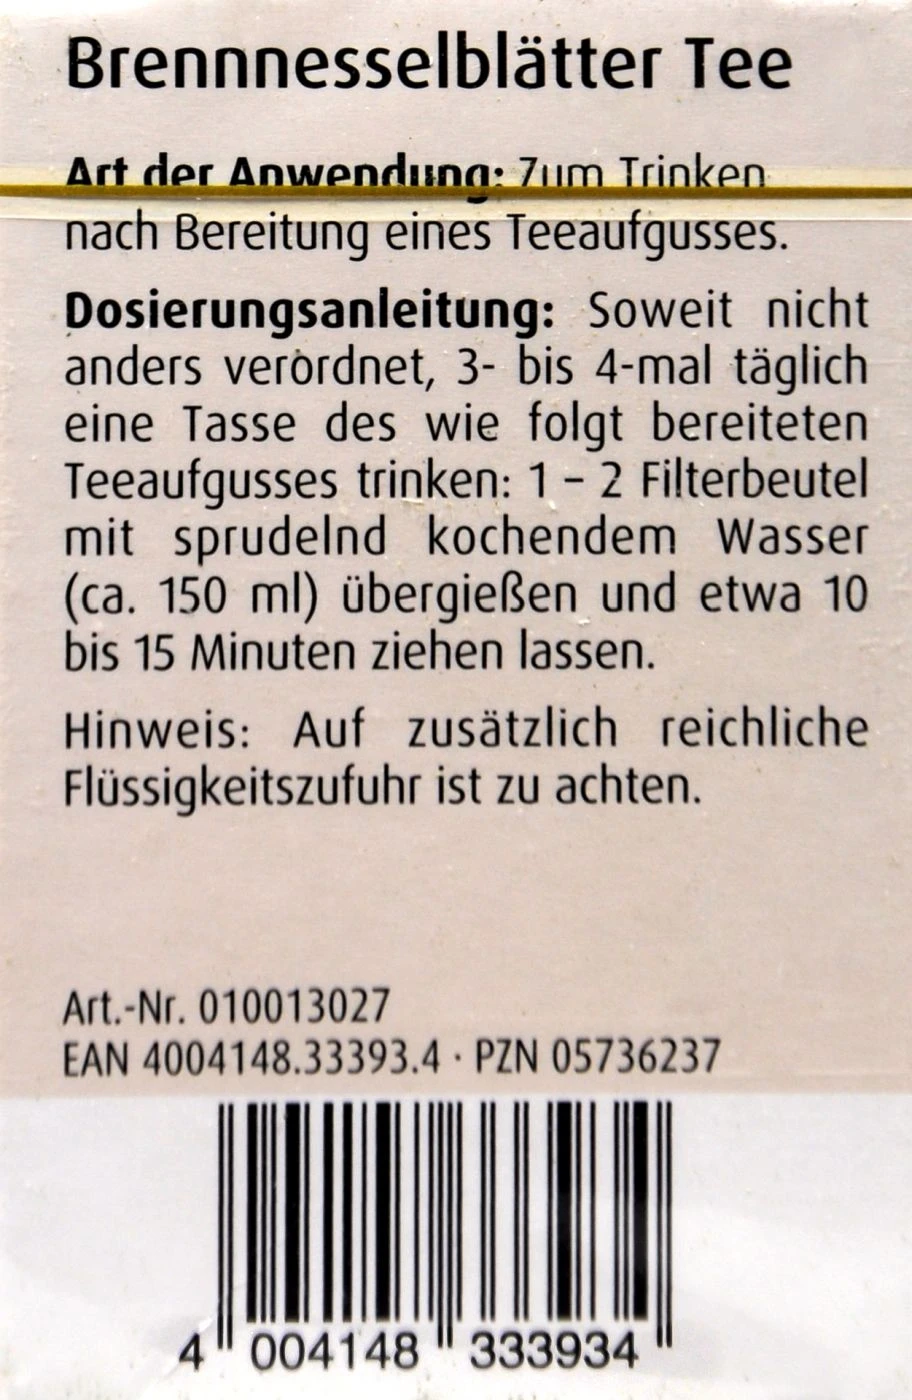 Brennnesselblätter Tee
Art der Anwendung: Zum Trinken
nach Bereitung eines Teeaufgusses.
Dosierungsanleitung: Soweit nicht
anders verordnet, 3- bis 4-mal täglich
eine Tasse des wie folgt bereiteten
Teeaufgusses trinken: 1 – 2 Filterbeutel
mit sprudelnd kochendem Wasser
(ca. 150 ml) übergießen und etwa 10
bis 15 Minuten ziehen lassen.
Hinweis: Auf zusätzlich reichliche
Flüssigkeitszufuhr ist zu achten.
Art.-Nr. 010013027
EAN 4004148.33393.4 · PZN 05736237
4 004148 333934